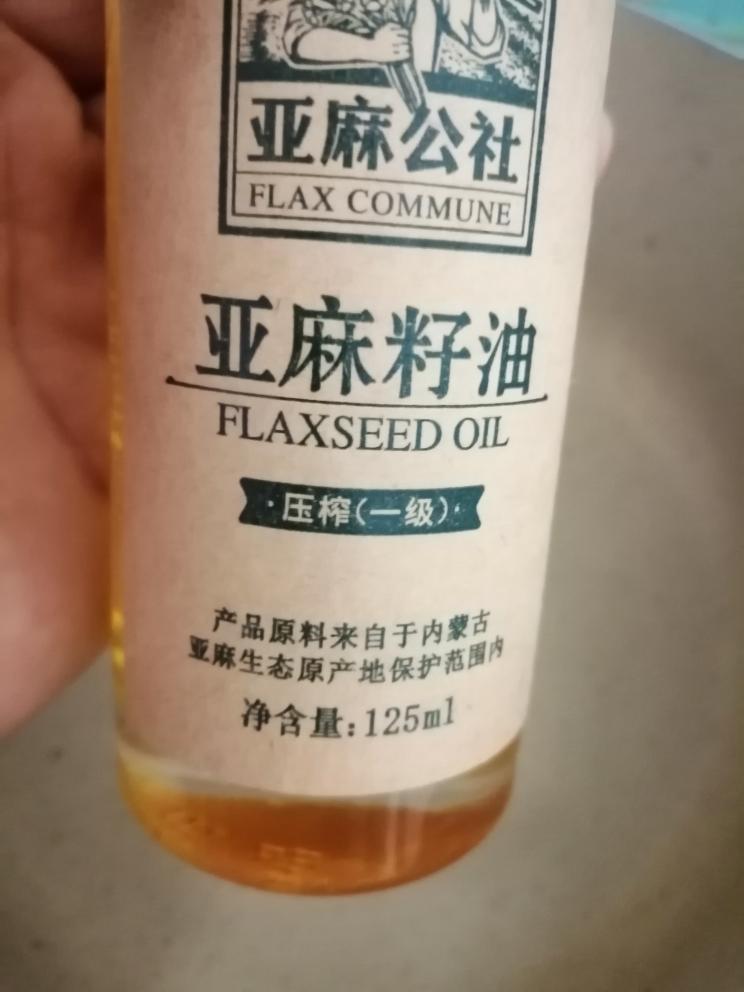 亚麻公社
FLAX COMMUNE
亚麻籽油
FLAXSEED OIL
·压榨(一级)·
产品原料来自于内蒙古
亚麻生态原产地保护范围内
净含量:125ml